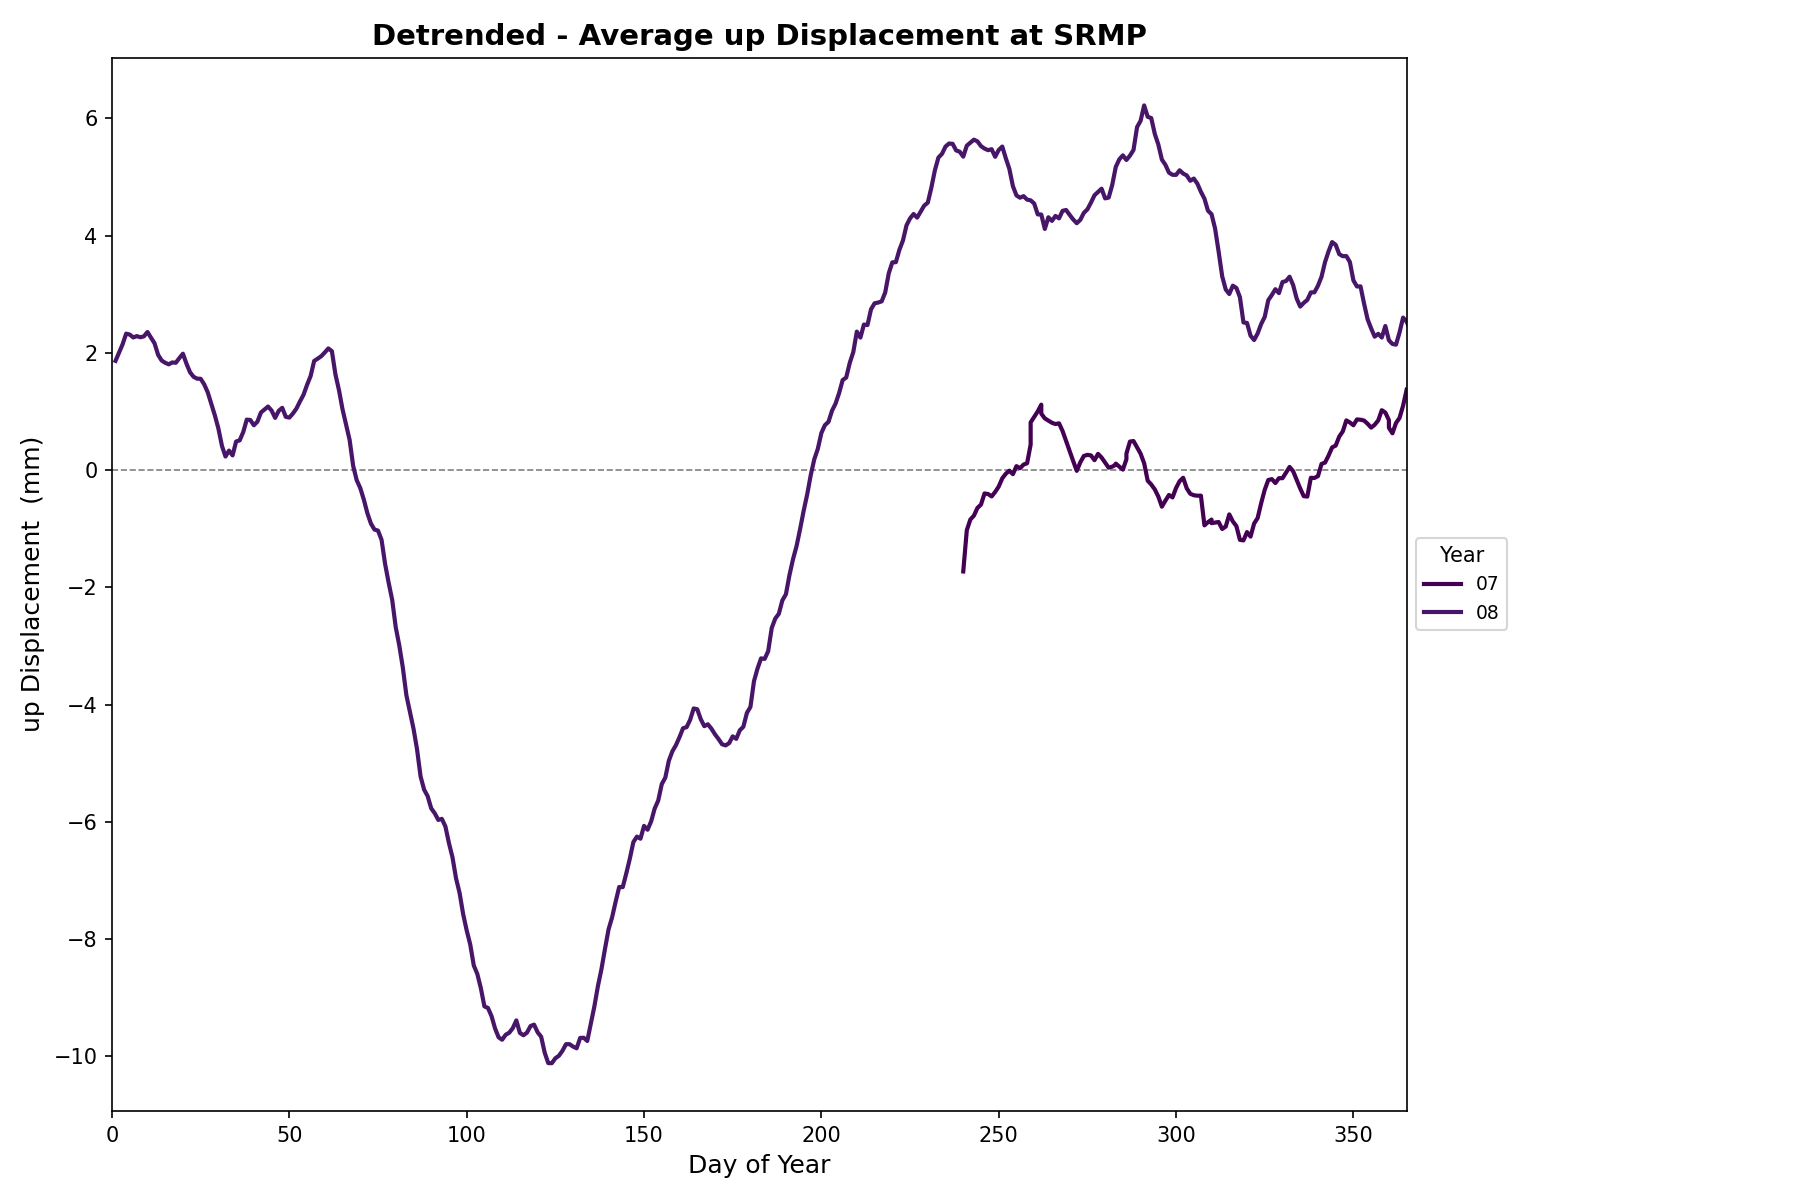 Detrended - Average up Displacement at SRMP
up Displacement  (mm)
6
4
2
0
−2
−4
−6
−8
−10
0 50 100 150 200 250 300 350
Day of Year
Year
07
08